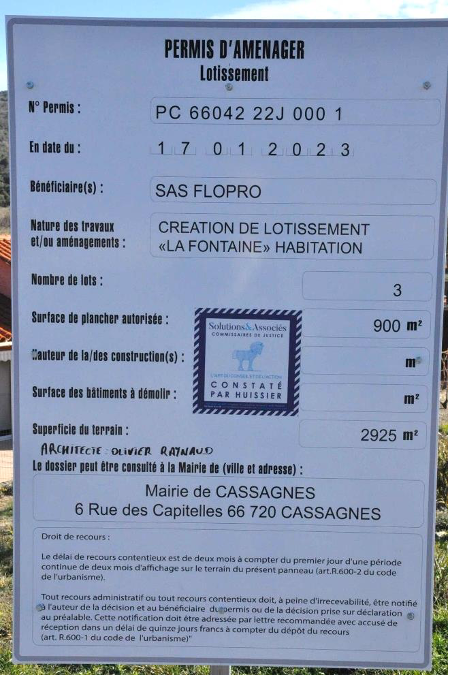 PERMIS D'AMENAGER
Lotissement
N° Permis : PC 66042 22J 000 1
En date du : 1 7 0 1 2 0 2 3
Bénéficiaire(s) : SAS FLOPRO
Nature des travaux
et/ou aménagements :
CREATION DE LOTISSEMENT
«LA FONTAINE» HABITATION
Nombre de lots : 3
Surface de plancher autorisée : 900 m²
Hauteur de la/des construction(s) : m
Surface des bâtiments à démolir : m²
Solutions&Associés
COMMISSAIRES DE JUSTICE
CONSTATÉ
PAR HUISSIER
Superficie du terrain : 2925 m²
ARCHITECTE : OLIVIER RAYNAUD
Le dossier peut être consulté à la Mairie de (ville et adresse) :
Mairie de CASSAGNES
6 Rue des Capitelles 66 720 CASSAGNES
Droit de recours :
Le délai de recours contentieux est de deux mois à compter du premier jour d'une période
continue de deux mois d'affichage sur le terrain du présent panneau (art.R.600-2 du code
de l'urbanisme).
Tout recours administratif ou tout recours contentieux doit, à peine d'irrecevabilité, être notifié
à l'auteur de la décision et au bénéficiaire du permis ou de la décision prise sur déclaration
au préalable. Cette notification doit être adressée par lettre recommandée avec accusé de
réception dans un délai de quinze jours francs à compter du dépôt du recours
(art. R.600-1 du code de l'urbanisme)"